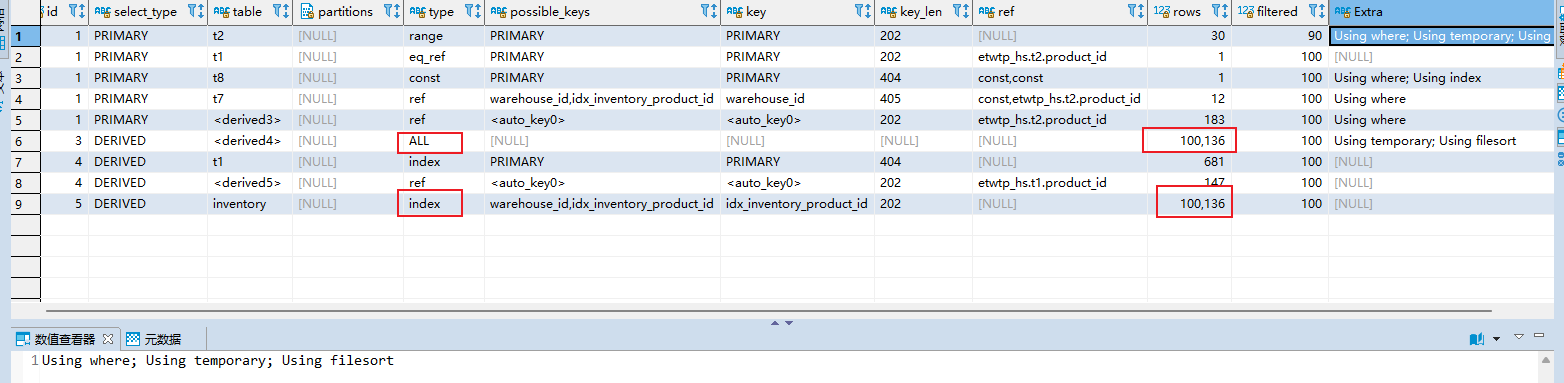 id select_type table partitions type possible_keys key key_len ref rows filtered Extra
1 1 PRIMARY t2 [NULL] range PRIMARY PRIMARY 202 [NULL] 30 90 Using where; Using temporary; Using
2 1 PRIMARY t1 [NULL] eq_ref PRIMARY PRIMARY 202 etwtp_hs.t2.product_id 1 100 [NULL]
3 1 PRIMARY t8 [NULL] const PRIMARY PRIMARY 404 const,const 1 100 Using where; Using index
4 1 PRIMARY t7 [NULL] ref warehouse_id,idx_inventory_product_id warehouse_id 405 const,etwtp_hs.t2.product_id 12 100 Using where
5 1 PRIMARY <derived3> [NULL] ref <auto_key0> <auto_key0> 202 etwtp_hs.t2.product_id 183 100 Using where
6 3 DERIVED <derived4> [NULL] ALL [NULL] [NULL] [NULL] [NULL] 100,136 100 Using temporary; Using filesort
7 4 DERIVED t1 [NULL] index PRIMARY PRIMARY 404 [NULL] 681 100 [NULL]
8 4 DERIVED <derived5> [NULL] ref <auto_key0> <auto_key0> 202 etwtp_hs.t1.product_id 147 100 [NULL]
9 5 DERIVED inventory [NULL] index warehouse_id,idx_inventory_product_id idx_inventory_product_id 202 [NULL] 100,136 100 [NULL]
数值查看器 元数据
1 Using where; Using temporary; Using filesort